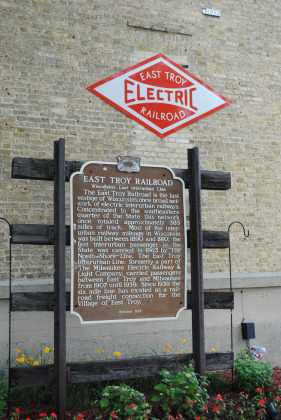 EAST TROY
ELECTRIC
RAILROAD
EAST TROY RAILROAD
Wisconsin's Last Interurban Line
The East Troy Railroad is the last
vestige of Wisconsin's once broad net-
work of electric interurban railways.
Concentrated in the southeastern
quarter of the State this network
once totaled approximately 383
miles of track. Most of the inter-
urban railway mileage in Wisconsin
was built between 1890 and 1910; the
last interurban passenger in the
State was carried in 1963 by the
North-Shore-Line. The East Troy
Interurban Line, formerly a part of
The Milwaukee Electric Railway &
Light Company, carried passengers
between East Troy and Milwaukee
from 1907 until 1939. Since 1939 the
six mile line has existed as a rail-
road freight connection for the
Village of East Troy.